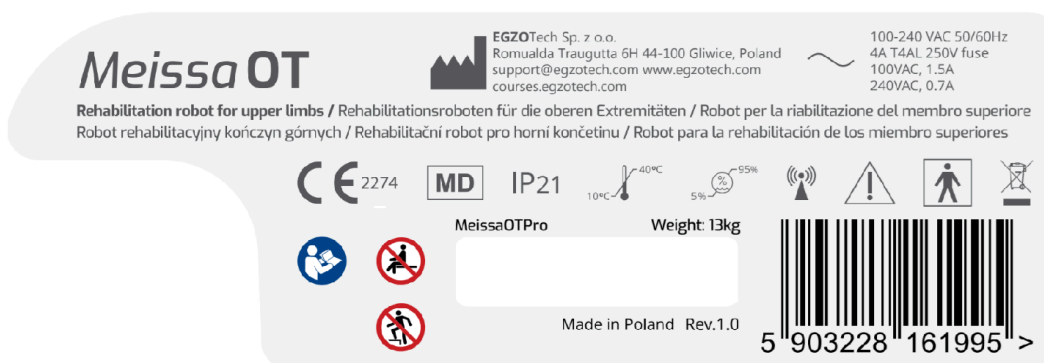 Meissa OT
EGZOTech Sp. z o.o.
Romualda Traugutta 6H 44-100 Gliwice, Poland
support@egzotech.com www.egzotech.com
courses.egzotech.com
100-240 VAC 50/60Hz
4A T4AL 250V fuse
100VAC, 1.5A
240VAC, 0.7A
Rehabilitation robot for upper limbs / Rehabilitationsroboten für die oberen Extremitäten / Robot per la riabilitazione del membro superiore
Robot rehabilitacyjny kończyn górnych / Rehabilitační robot pro horní končetinu / Robot para la rehabilitación de los miembro superiores
CE 2274 MD IP21 10°C 40°C 5% % 95%
MeissaOTPro Weight: 13kg
Made in Poland Rev.1.0
5 903228 161995 >